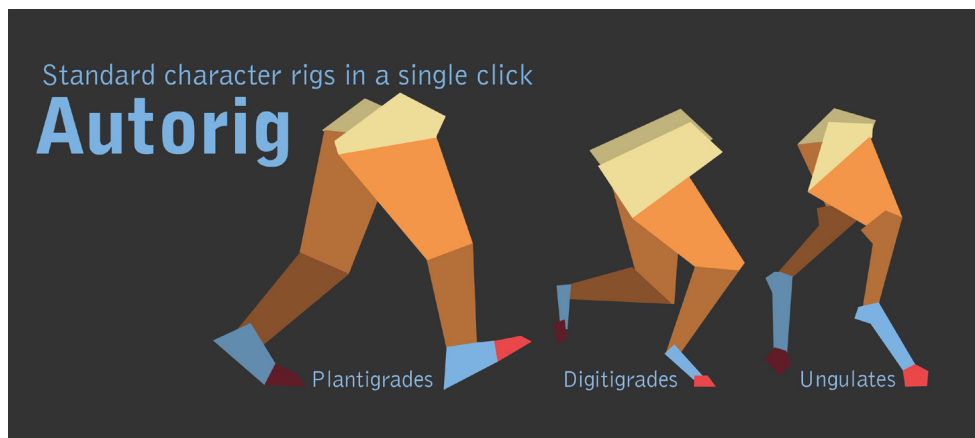 Standard character rigs in a single click
Autorig
Plantigrades
Digitigrades
Ungulates